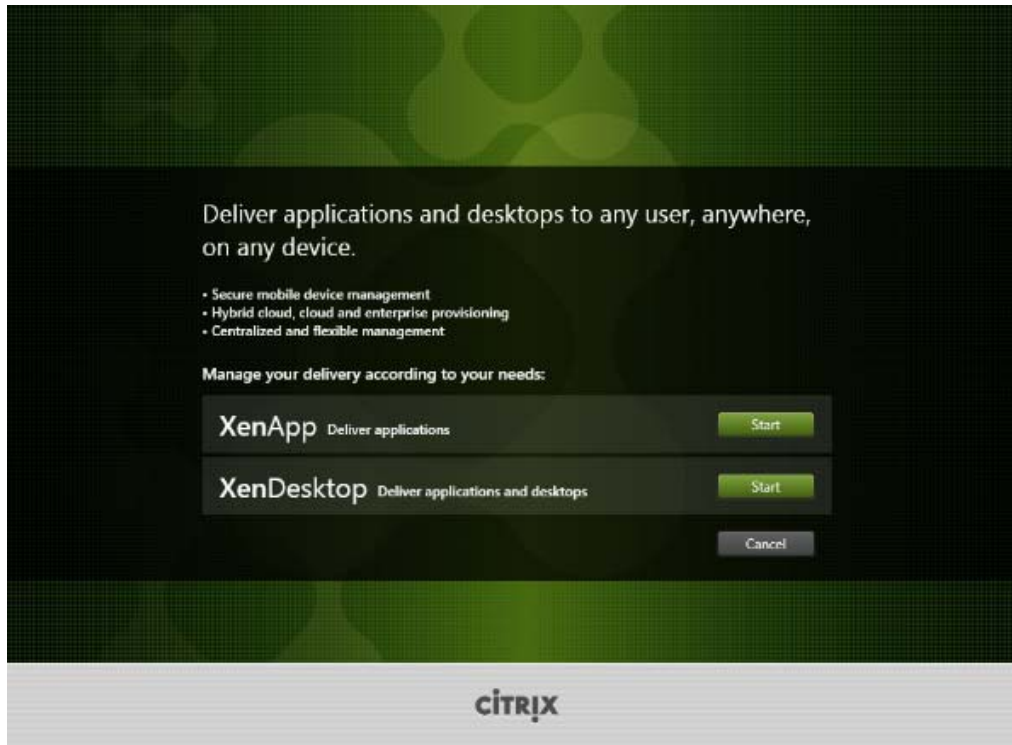 Deliver applications and desktops to any user, anywhere,
on any device.
• Secure mobile device management
• Hybrid cloud, cloud and enterprise provisioning
• Centralized and flexible management
Manage your delivery according to your needs:
XenApp Deliver applications Start
XenDesktop Deliver applications and desktops Start
Cancel
CİTRIX